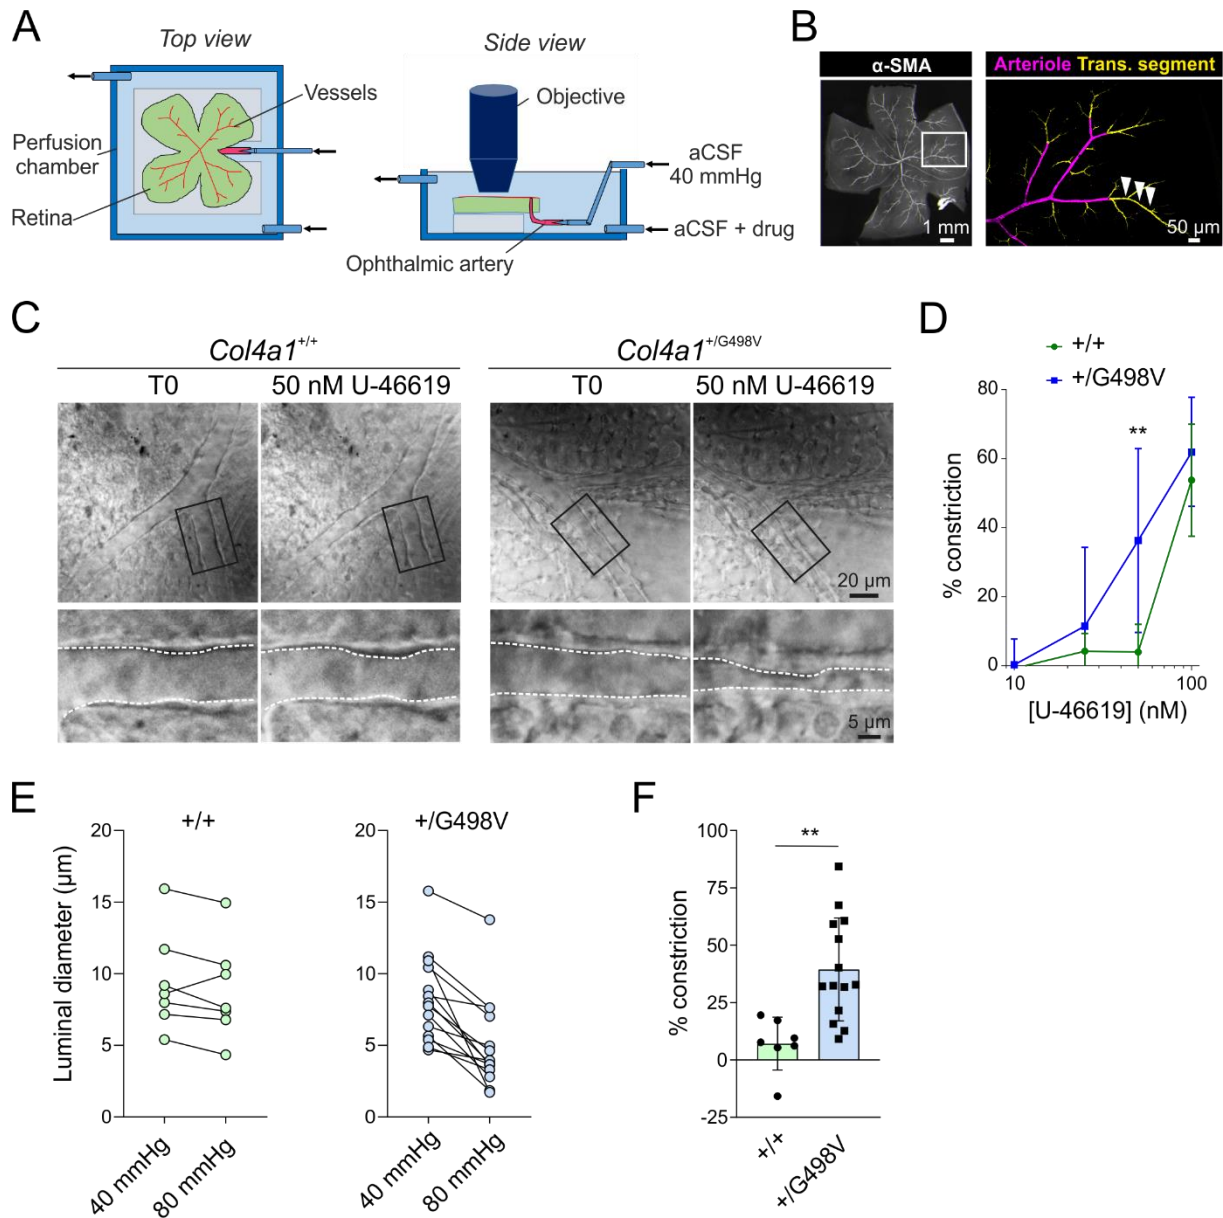 A
Top view
Side view
Vessels
Perfusion
chamber
Retina
Objective
aCSF
40 mmHg
aCSF + drug
Ophthalmic artery
B
α-SMA
Arteriole Trans. segment
1 mm
50 µm
C
Col4a1+/+
Col4a1+/G498V
T0
50 nM U-46619
T0
50 nM U-46619
20 µm
5 µm
D
+/+
+/G498V
**
% constriction
80
60
40
20
0
10
100
[U-46619] (nM)
E
+/+
+/G498V
Luminal diameter (µm)
20
15
10
5
0
40 mmHg
80 mmHg
20
15
10
5
0
40 mmHg
80 mmHg
F
**
% constriction
100
75
50
25
0
-25
+/+
+/G498V